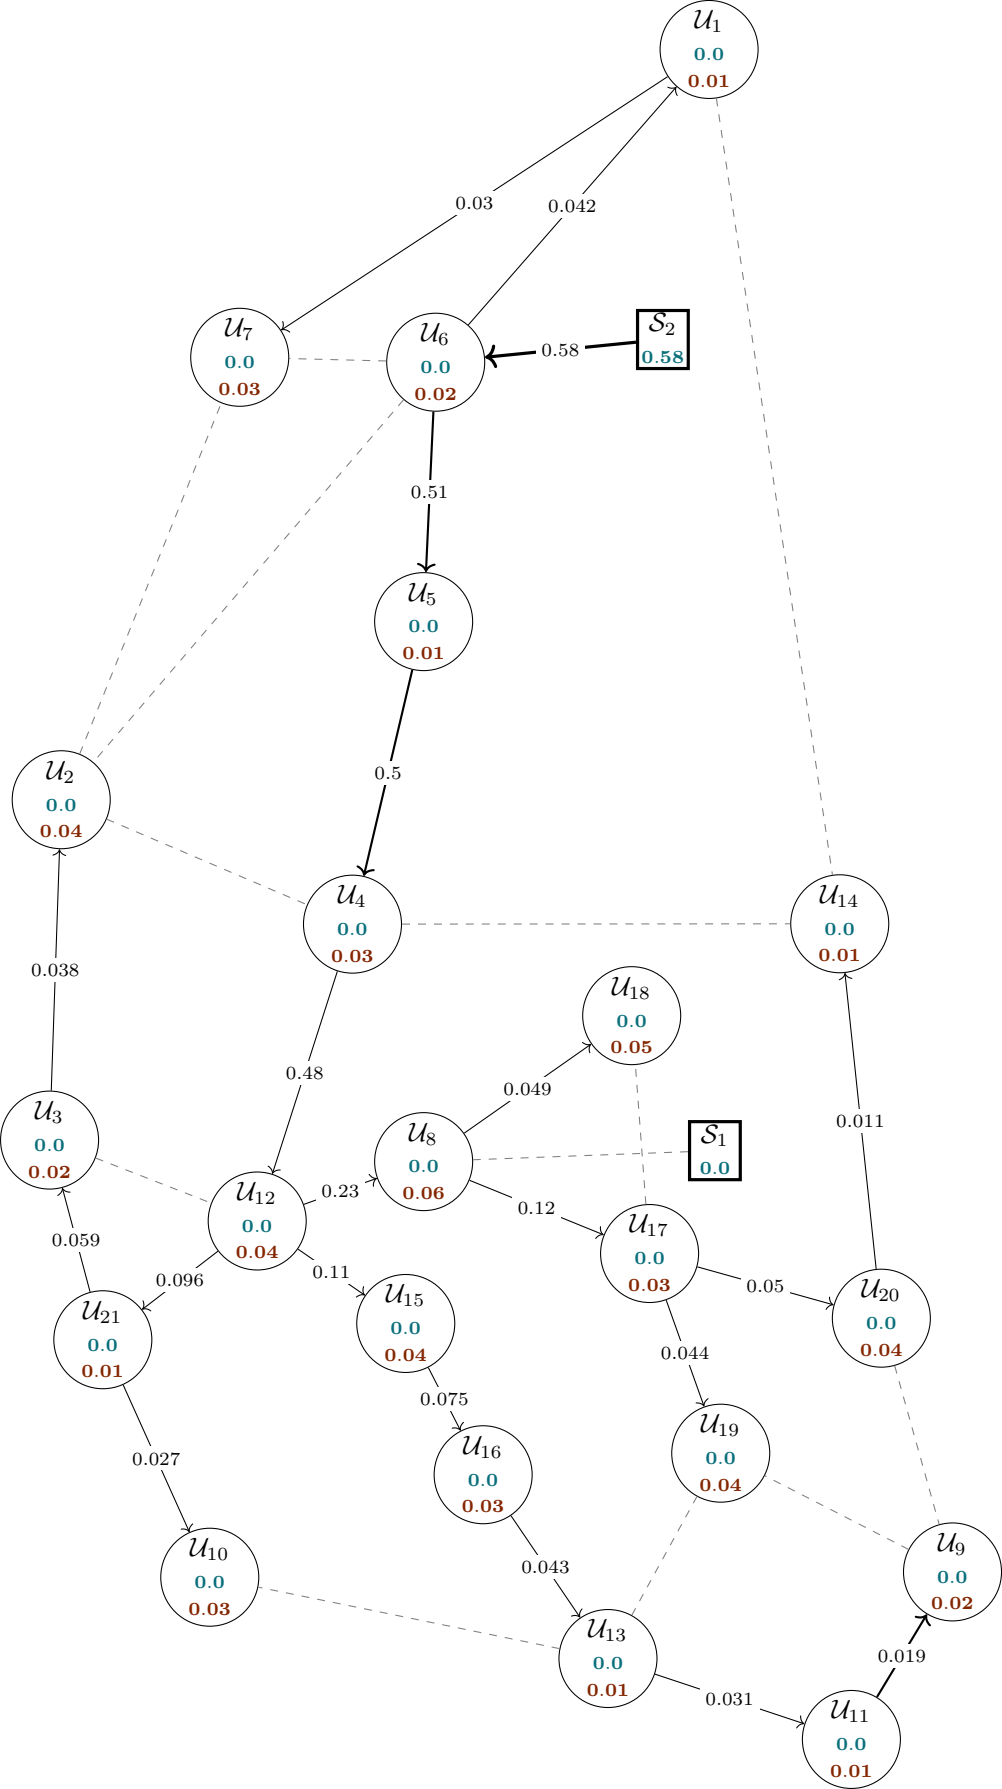 𝒰₁
0.0
0.01
0.03
0.042
𝒰₇
0.0
0.03
𝒰₆
0.0
0.02
0.58
𝒮₂
0.58
0.51
𝒰₅
0.0
0.01
0.5
𝒰₂
0.0
0.04
𝒰₄
0.0
0.03
𝒰₁₄
0.0
0.01
0.038
𝒰₁₈
0.0
0.05
0.48
0.049
0.011
𝒰₃
0.0
0.02
𝒰₈
0.0
0.06
𝒮₁
0.0
𝒰₁₂
0.0
0.04
0.23
0.12
𝒰₁₇
0.0
0.03
0.059
0.096
0.11
0.05
𝒰₂₁
0.0
0.01
𝒰₁₅
0.0
0.04
𝒰₂₀
0.0
0.04
0.044
0.075
0.027
𝒰₁₆
0.0
0.03
𝒰₁₉
0.0
0.04
𝒰₁₀
0.0
0.03
0.043
𝒰₉
0.0
0.02
𝒰₁₃
0.0
0.01
0.031
0.019
𝒰₁₁
0.0
0.01